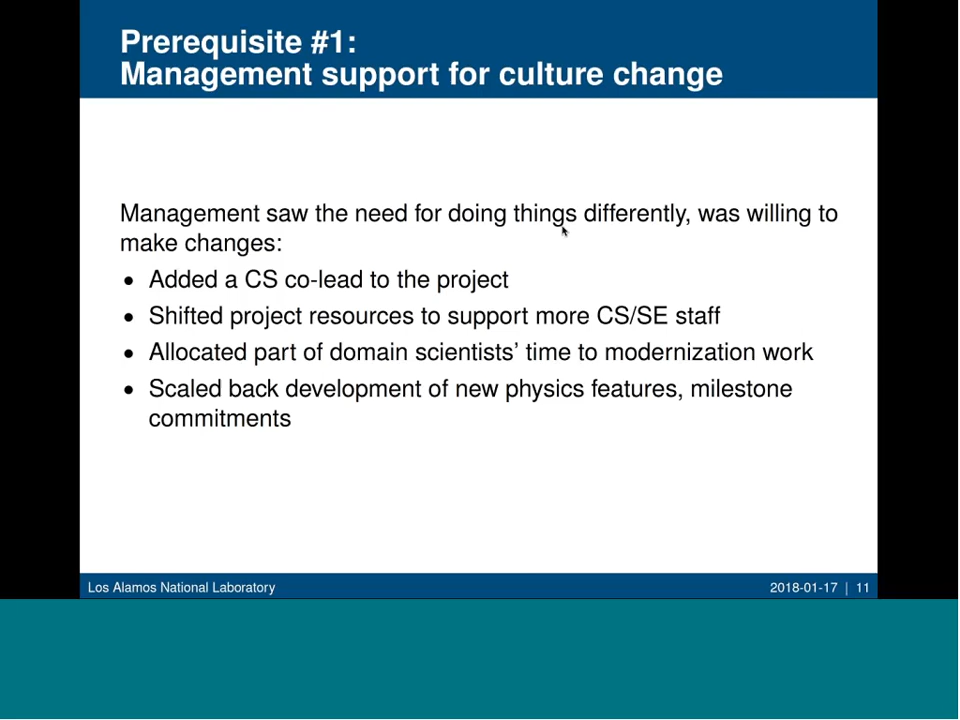 Prerequisite #1:
Management support for culture change
Management saw the need for doing things differently, was willing to
make changes:
• Added a CS co-lead to the project
• Shifted project resources to support more CS/SE staff
• Allocated part of domain scientists' time to modernization work
• Scaled back development of new physics features, milestone
commitments
Los Alamos National Laboratory
2018-01-17 | 11